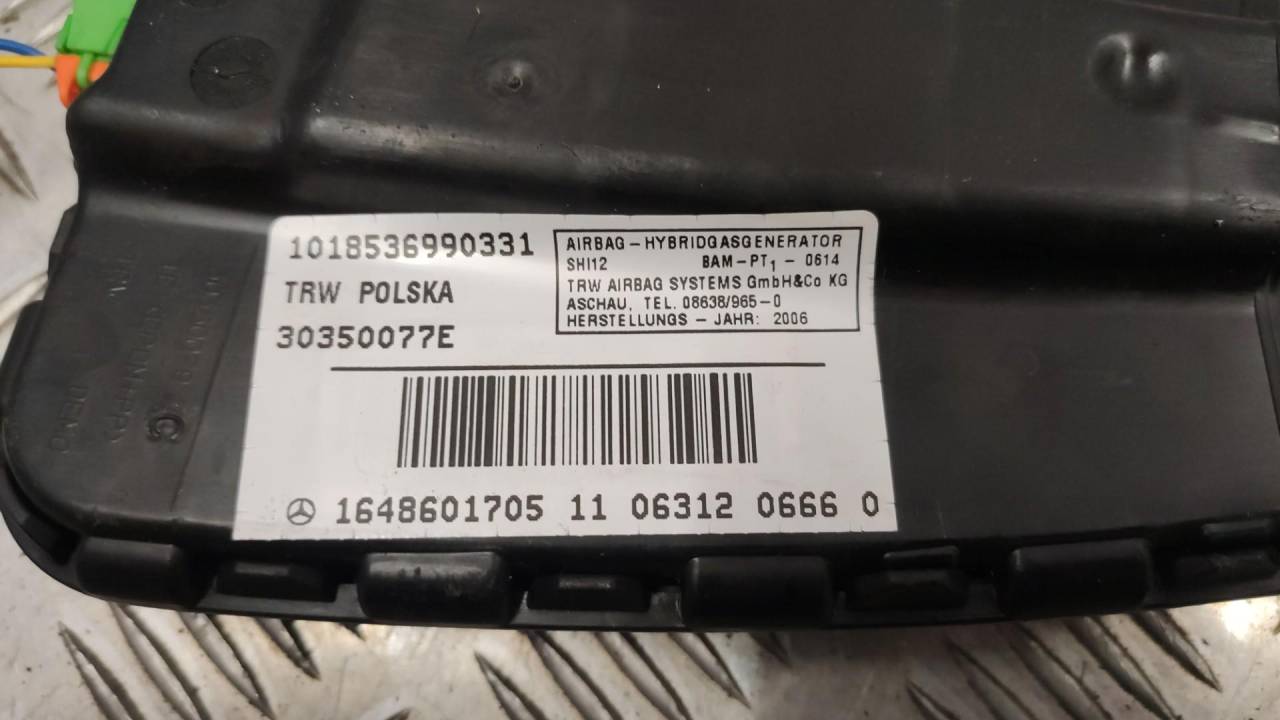 1018536990331
TRW POLSKA
30350077E
AIRBAG-HYBRIDGASGENERATOR
SHI12 BAM-PT1-0614
TRW AIRBAG SYSTEMS GmbH&Co KG
ASCHAU, TEL. 08638/965-0
HERSTELLUNGS - JAHR: 2006
1648601705 11 06312 0666 0